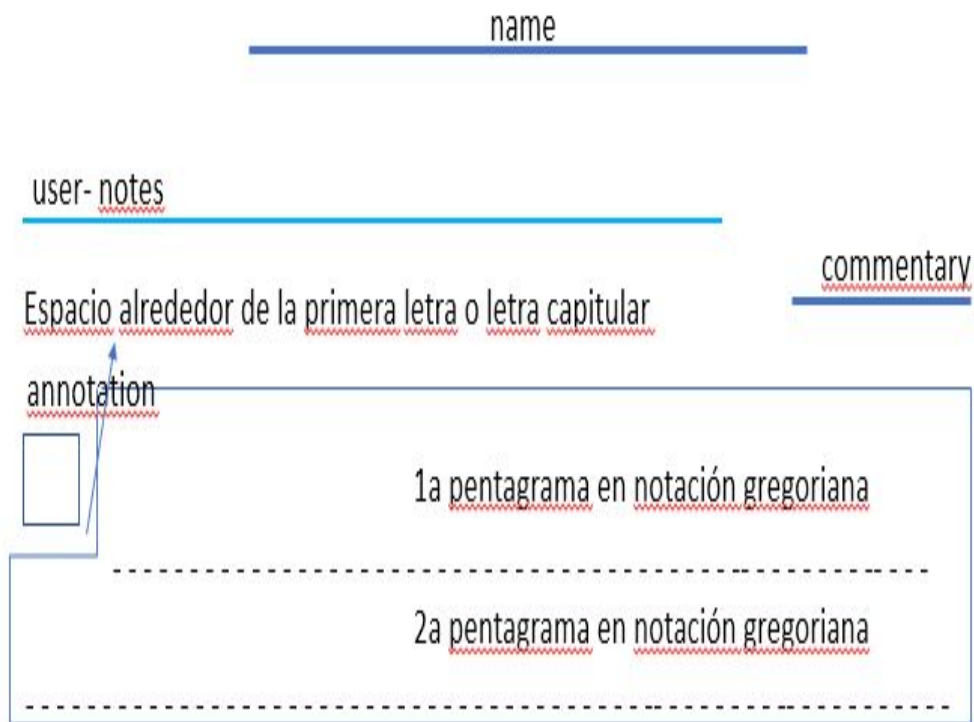 name
user- notes
commentary
Espacio alrededor de la primera letra o letra capitular
annotation
1a pentagrama en notación gregoriana
2a pentagrama en notación gregoriana